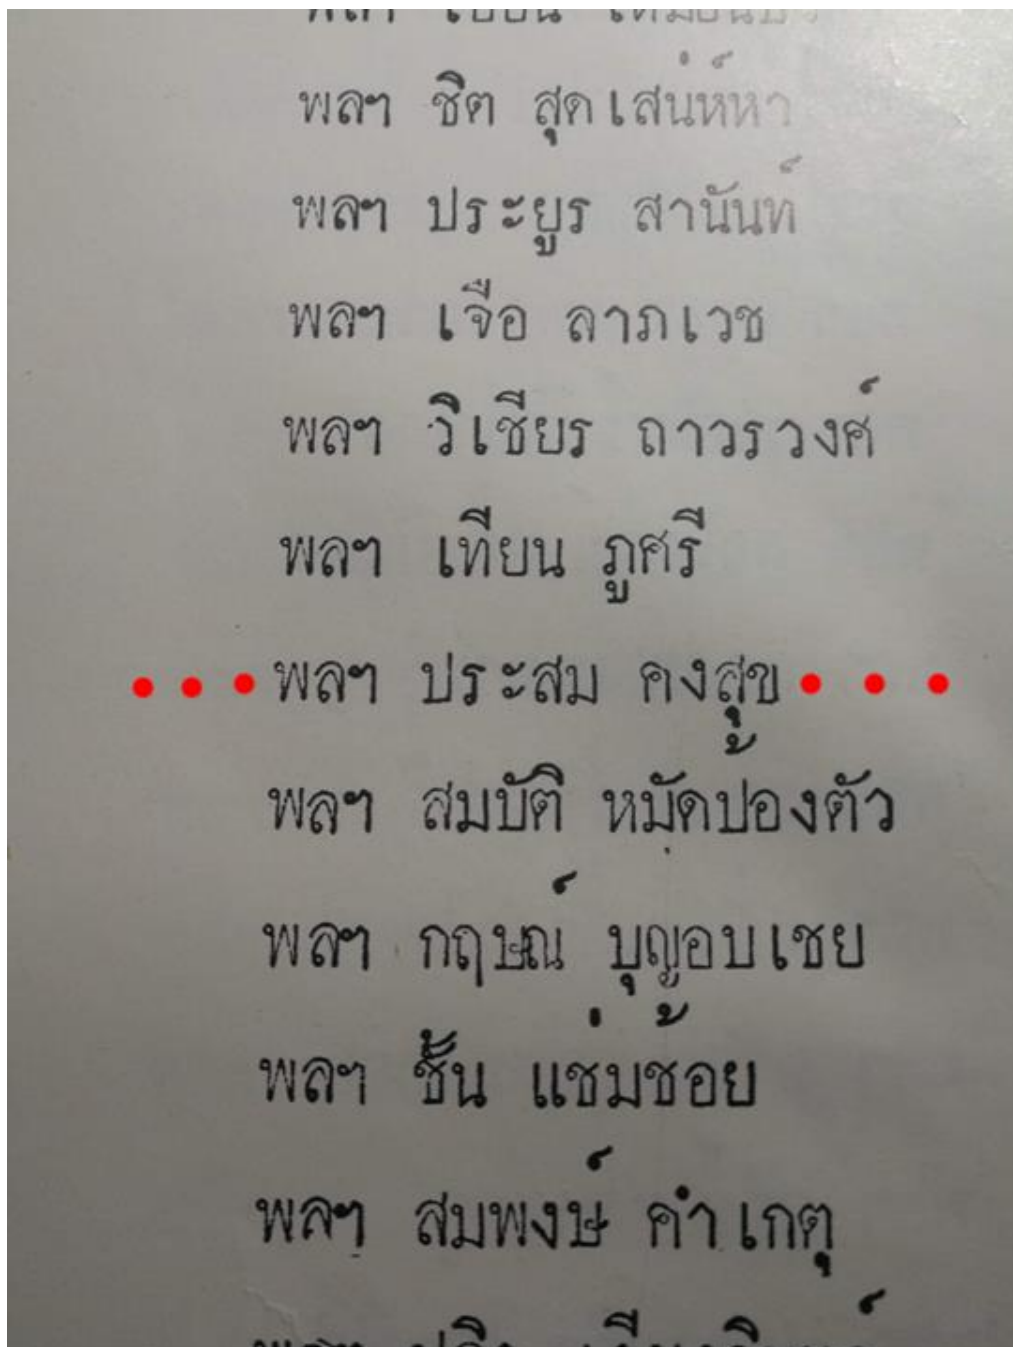 พลฯ ชิต สุดเสน่ห์หา
พลฯ ประยูร สานันท์
พลฯ เจือ ลาภเวช
พลฯ วิเชียร ถาวรวงศ์
พลฯ เทียน ภูศรี
พลฯ ประสม คงสุข
พลฯ สมบัติ หมัดป้องตัว
พลฯ กฤษณ์ บุญอบเชย
พลฯ ชั้น แช่มช้อย
พลฯ สมพงษ์ คำเกตุ